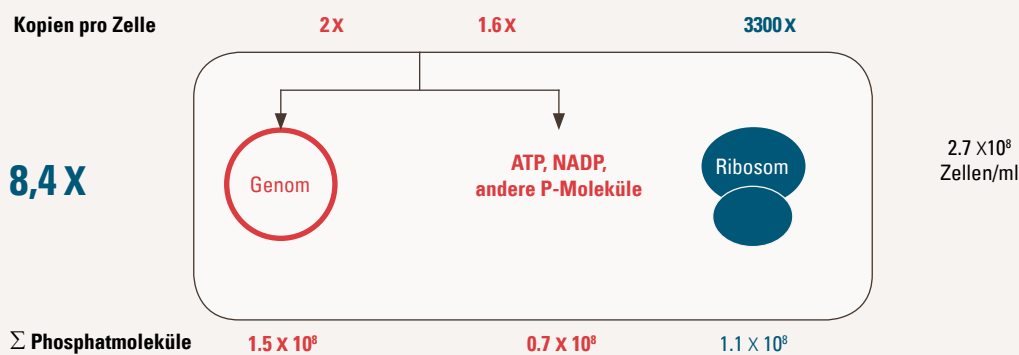 Kopien pro Zelle 2 X 1.6 X 3300 X
8,4 X
Genom
ATP, NADP,
andere P-Moleküle
Ribosom
2.7 X10⁸
Zellen/ml
∑ Phosphatmoleküle 1.5 X 10⁸ 0.7 X 10⁸ 1.1 X 10⁸